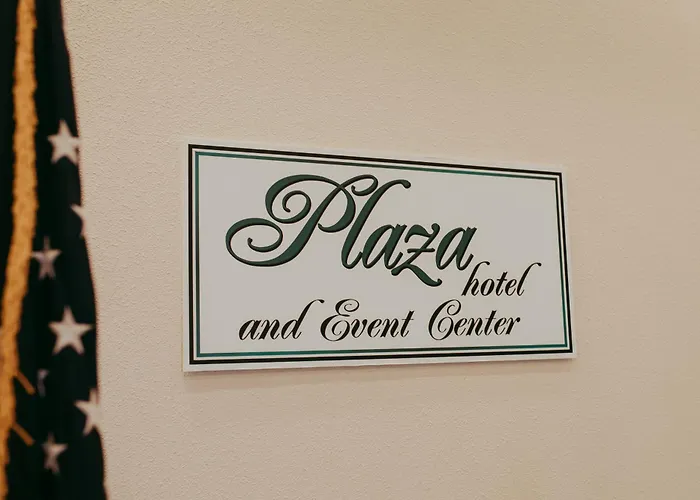 Plaza
hotel
and Event Center